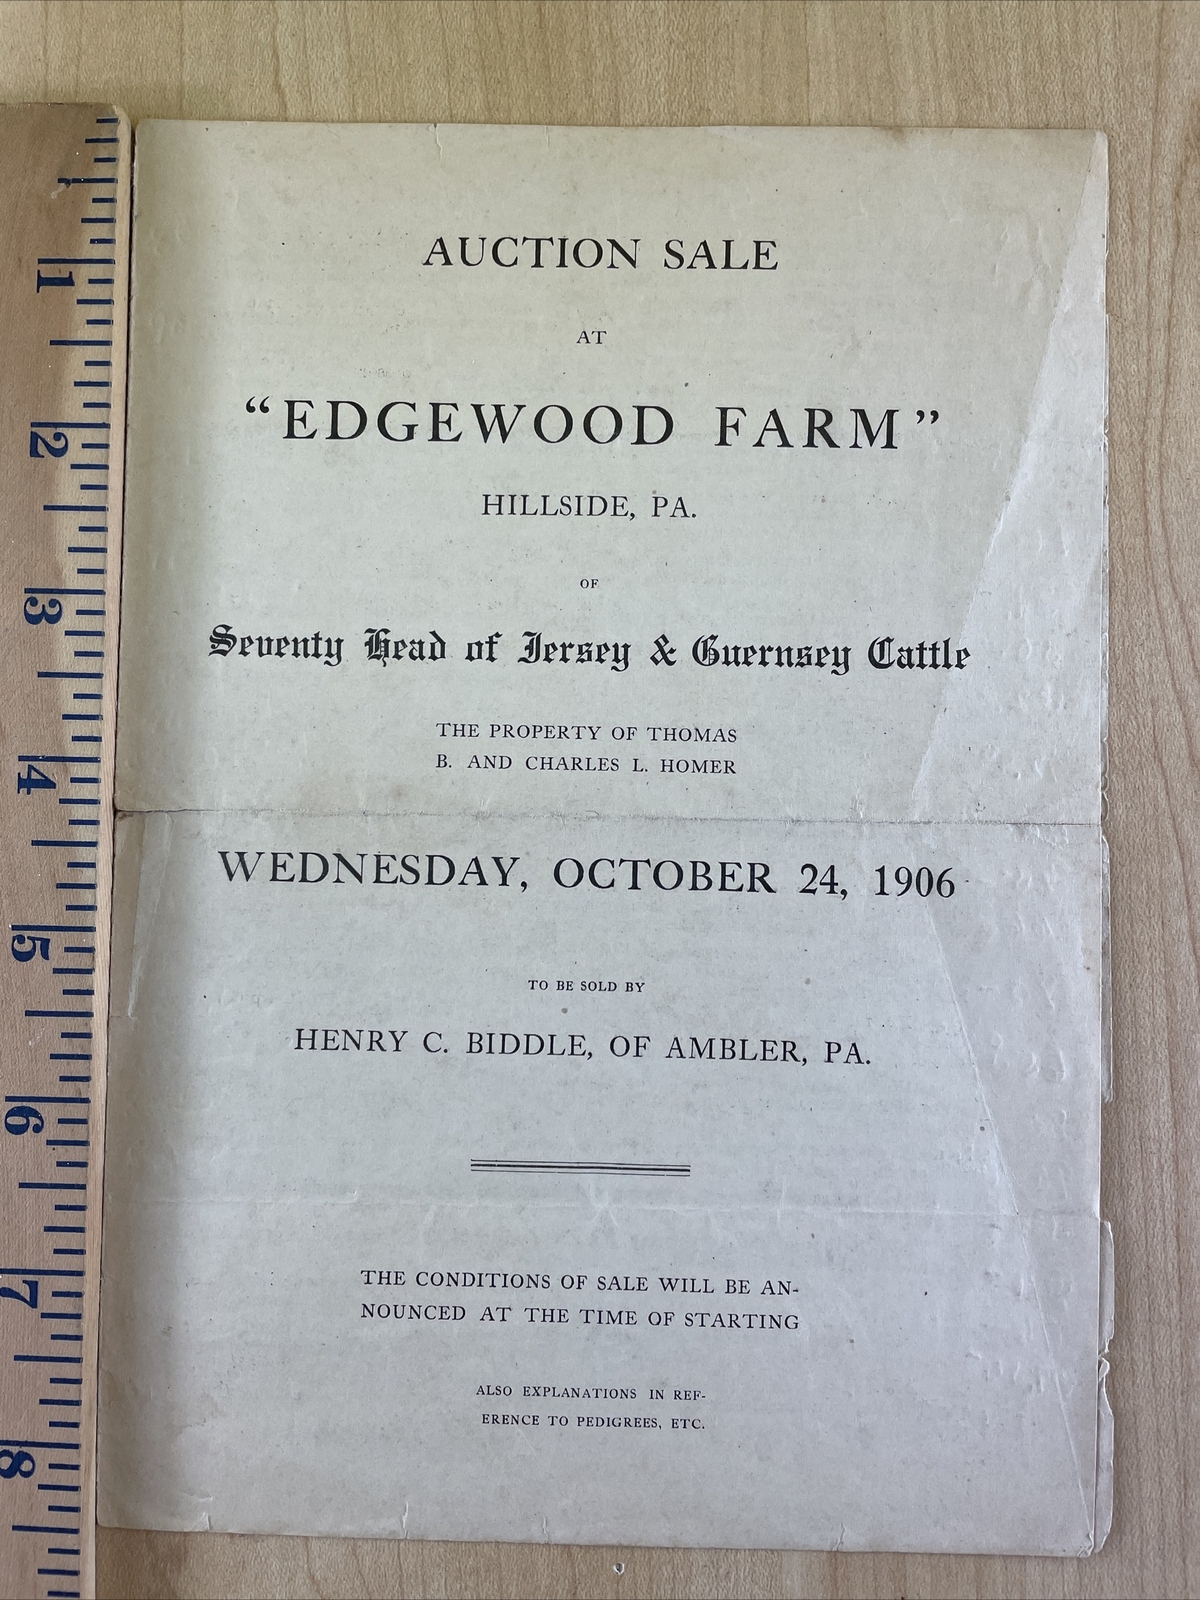 AUCTION SALE
AT
“EDGEWOOD FARM”
HILLSIDE, PA.
OF
Seventy Head of Jersey & Guernsey Cattle
THE PROPERTY OF THOMAS
B. AND CHARLES L. HOMER
WEDNESDAY, OCTOBER 24, 1906
TO BE SOLD BY
HENRY C. BIDDLE, OF AMBLER, PA.
THE CONDITIONS OF SALE WILL BE AN-
NOUNCED AT THE TIME OF STARTING
ALSO EXPLANATIONS IN REF-
ERENCE TO PEDIGREES, ETC.
1
2
3
4
5
6
7
8